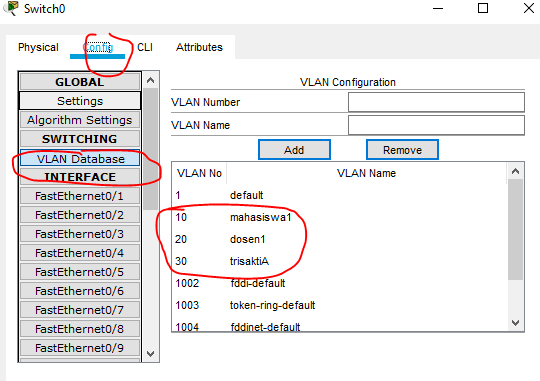 Switch0
Physical Config CLI Attributes
GLOBAL
Settings
Algorithm Settings
SWITCHING
VLAN Database
INTERFACE
FastEthernet0/1
FastEthernet0/2
FastEthernet0/3
FastEthernet0/4
FastEthernet0/5
FastEthernet0/6
FastEthernet0/7
FastEthernet0/8
FastEthernet0/9
VLAN Configuration
VLAN Number
VLAN Name
Add Remove
VLAN No VLAN Name
1 default
10 mahasiswa1
20 dosen1
30 trisaktiA
1002 fddi-default
1003 token-ring-default
1004 fddinet-default